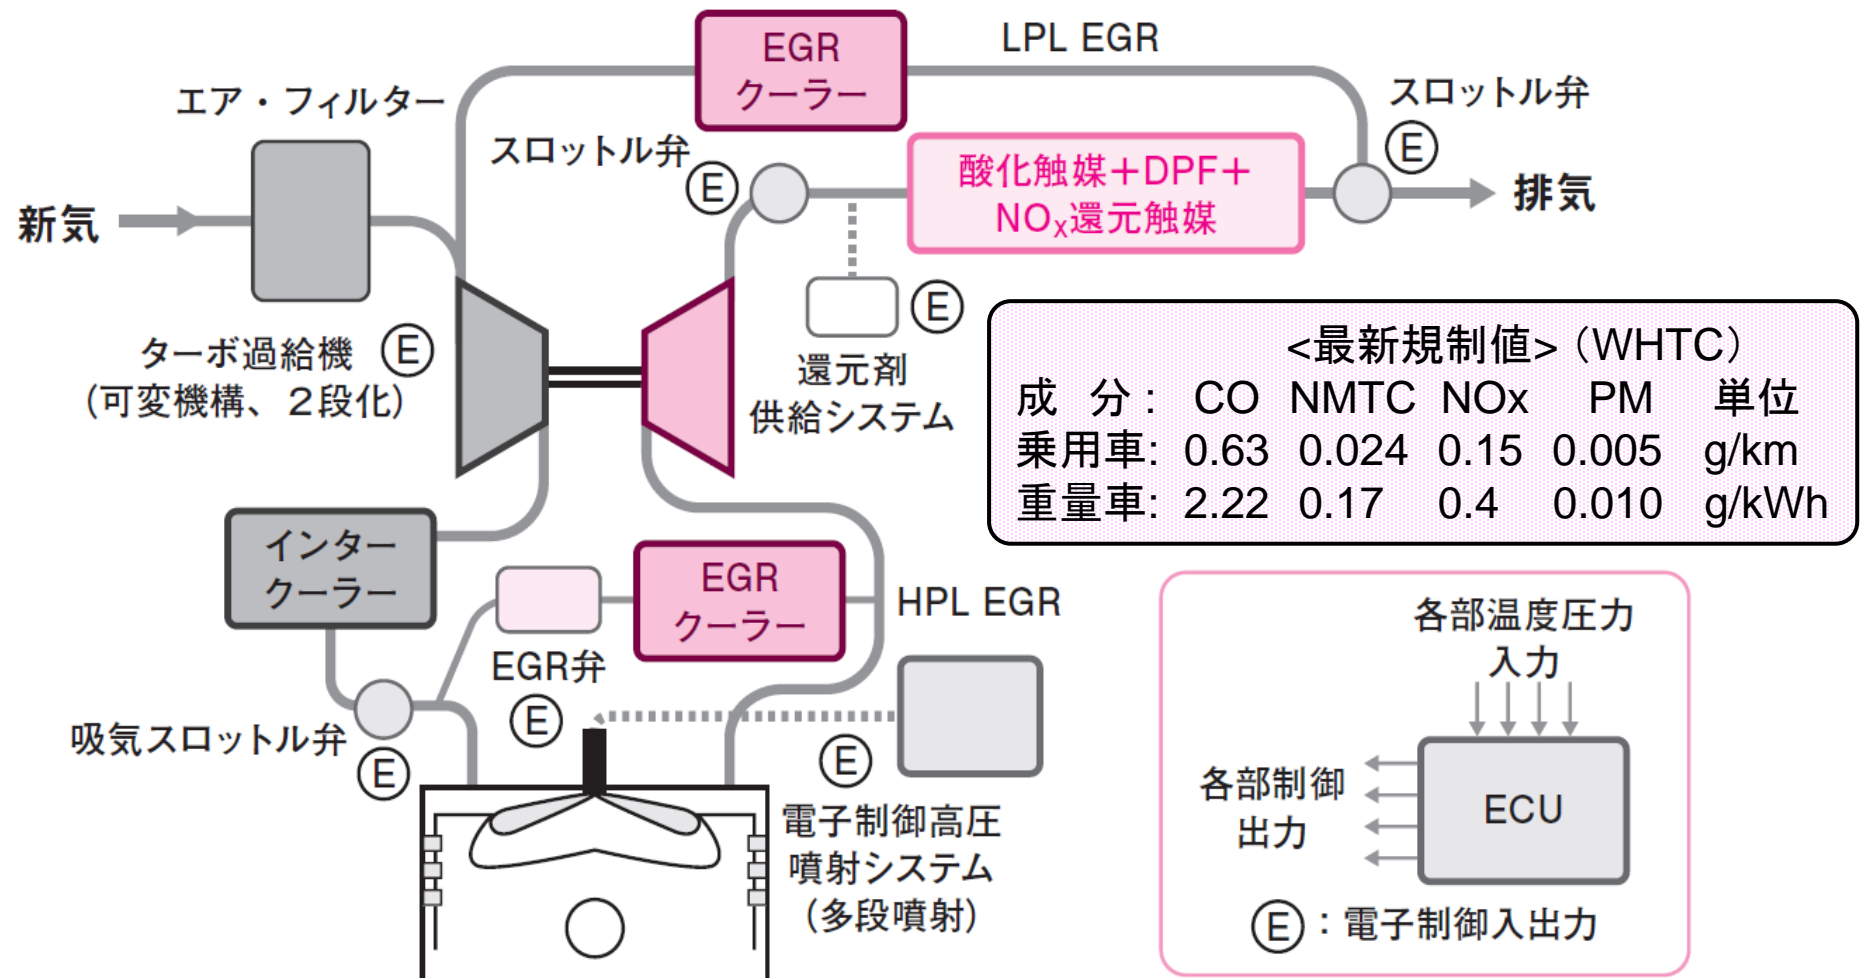 EGR
クーラー
LPL EGR
エア・フィルター
スロットル弁
E
スロットル弁
E
酸化触媒+DPF+
NOx還元触媒
新気
排気
E
ターボ過給機
(可変機構、2段化)
E
還元剤
供給システム
<最新規制値>(WHTC)
成 分: CO NMTC NOx PM 単位
乗用車: 0.63 0.024 0.15 0.005 g/km
重量車: 2.22 0.17 0.4 0.010 g/kWh
インター
クーラー
EGR
クーラー
HPL EGR
EGR弁
E
吸気スロットル弁
E
E
電子制御高圧
噴射システム
(多段噴射)
各部温度圧力
入力
各部制御
出力
ECU
E:電子制御入出力